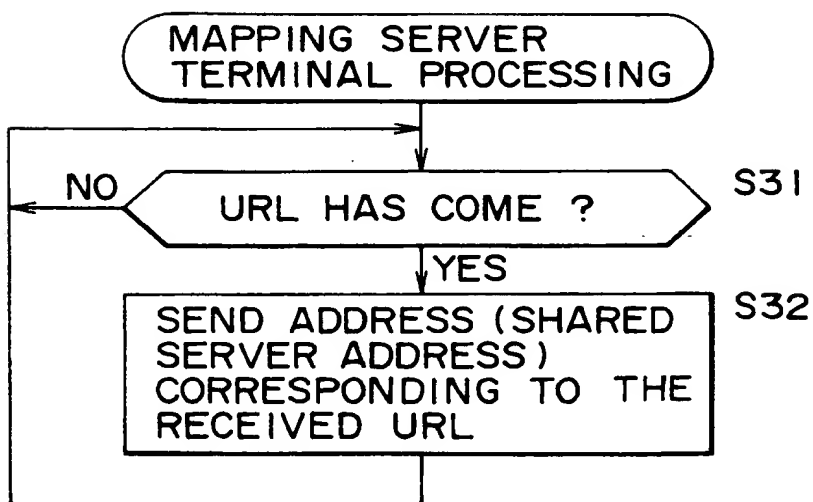 MAPPING SERVER
TERMINAL PROCESSING
NO
URL HAS COME ?
S31
YES
SEND ADDRESS (SHARED
SERVER ADDRESS)
CORRESPONDING TO THE
RECEIVED URL
S32